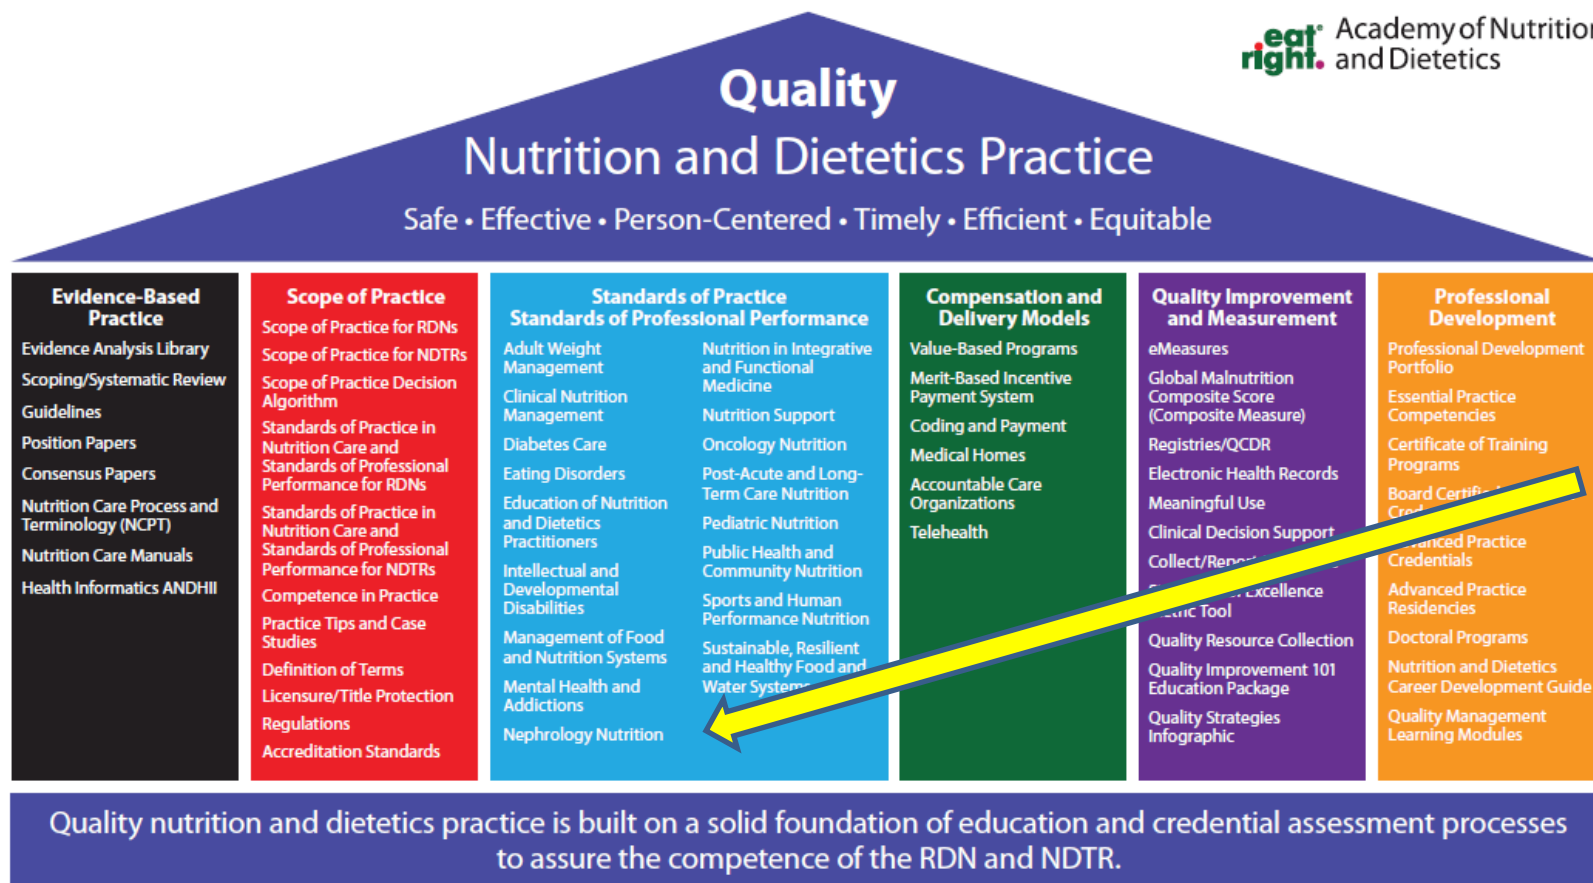 eat right. Academy of Nutrition
and Dietetics
Quality
Nutrition and Dietetics Practice
Safe • Effective • Person-Centered • Timely • Efficient • Equitable
Evidence-Based
Practice
Evidence Analysis Library
Scoping/Systematic Review
Guidelines
Position Papers
Consensus Papers
Nutrition Care Process and
Terminology (NCPT)
Nutrition Care Manuals
Health Informatics ANDHII
Scope of Practice
Scope of Practice for RDNs
Scope of Practice for NDTRs
Scope of Practice Decision
Algorithm
Standards of Practice in
Nutrition Care and
Standards of Professional
Performance for RDNs
Standards of Practice in
Nutrition Care and
Standards of Professional
Performance for NDTRs
Competence in Practice
Practice Tips and Case
Studies
Definition of Terms
Licensure/Title Protection
Regulations
Accreditation Standards
Standards of Practice
Standards of Professional Performance
Adult Weight
Management
Clinical Nutrition
Management
Diabetes Care
Eating Disorders
Education of Nutrition
and Dietetics
Practitioners
Intellectual and
Developmental
Disabilities
Management of Food
and Nutrition Systems
Mental Health and
Addictions
Nephrology Nutrition
Nutrition in Integrative
and Functional
Medicine
Nutrition Support
Oncology Nutrition
Post-Acute and Long-
Term Care Nutrition
Pediatric Nutrition
Public Health and
Community Nutrition
Sports and Human
Performance Nutrition
Sustainable, Resilient
and Healthy Food and
Water Systems
Compensation and
Delivery Models
Value-Based Programs
Merit-Based Incentive
Payment System
Coding and Payment
Medical Homes
Accountable Care
Organizations
Telehealth
Quality Improvement
and Measurement
eMeasures
Global Malnutrition
Composite Score
(Composite Measure)
Registries/QCDR
Electronic Health Records
Meaningful Use
Clinical Decision Support
Collect/Report
Excellence
Metric Tool
Quality Resource Collection
Quality Improvement 101
Education Package
Quality Strategies
Infographic
Professional
Development
Professional Development
Portfolio
Essential Practice
Competencies
Certificate of Training
Programs
Board
Advanced Practice
Credentials
Advanced Practice
Residencies
Doctoral Programs
Nutrition and Dietetics
Career Development Guide
Quality Management
Learning Modules
Quality nutrition and dietetics practice is built on a solid foundation of education and credential assessment processes
to assure the competence of the RDN and NDTR.